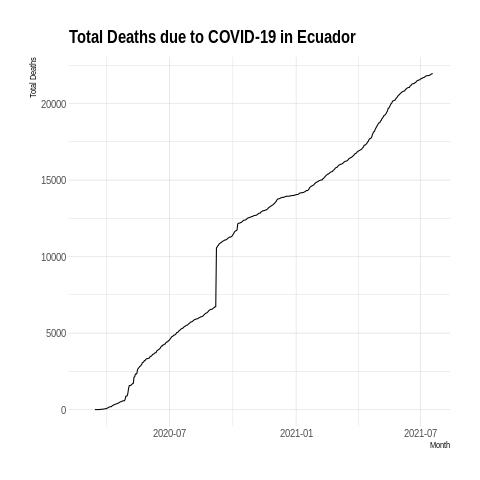 Total Deaths due to COVID-19 in Ecuador
Total Deaths
20000
15000
10000
5000
0
2020-07 2021-01 2021-07
Month